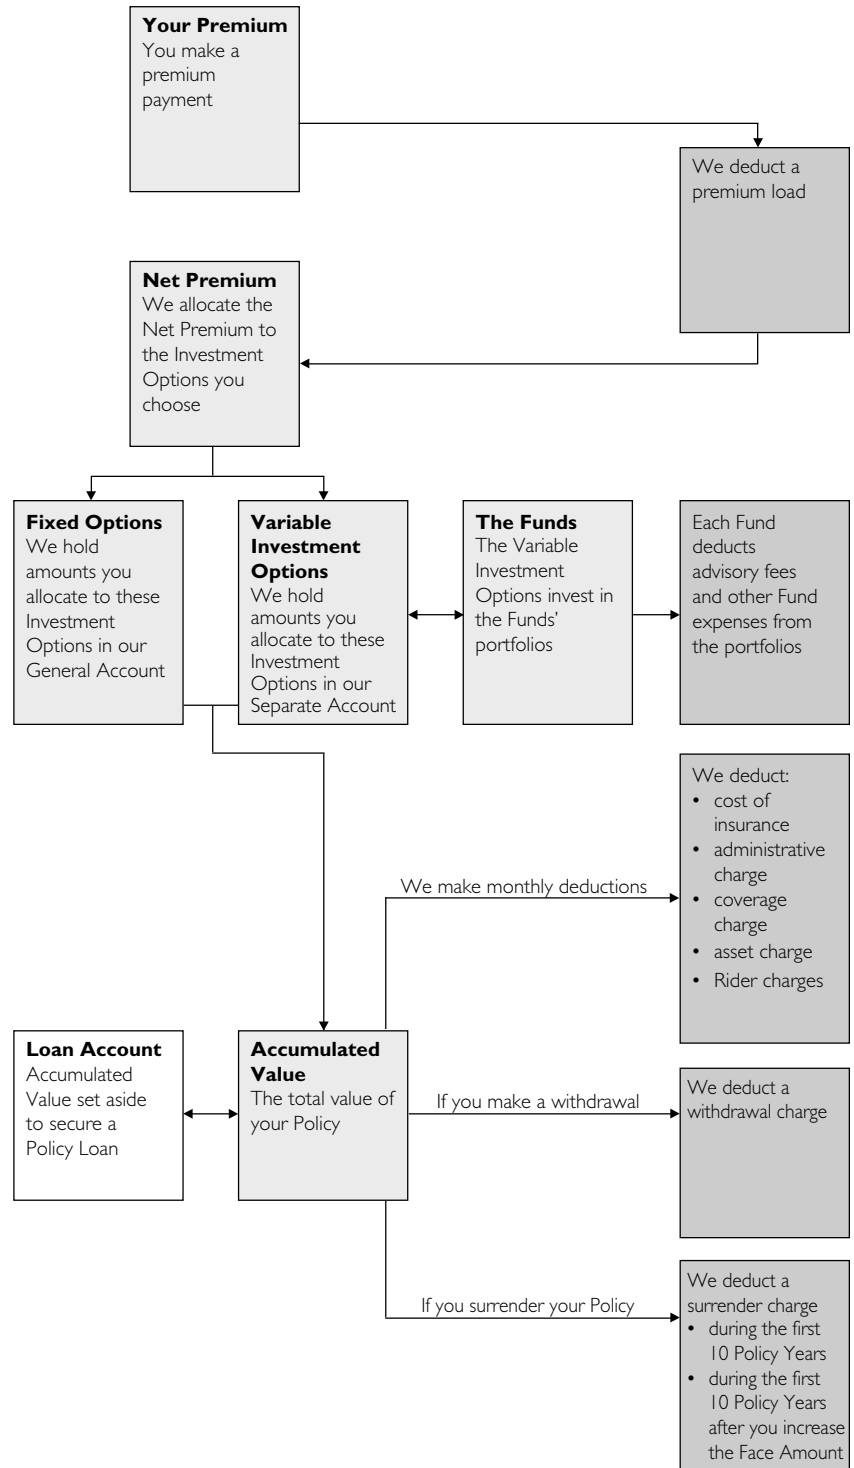 Your Premium
You make a
premium
payment
We deduct a
premium load
Net Premium
We allocate the
Net Premium to
the Investment
Options you
choose
Fixed Options
We hold
amounts you
allocate to these
Investment
Options in our
General Account
Variable
Investment
Options
We hold
amounts you
allocate to these
Investment
Options in our
Separate Account
The Funds
The Variable
Investment
Options invest in
the Funds'
portfolios
Each Fund
deducts
advisory fees
and other Fund
expenses from
the portfolios
We make monthly deductions
We deduct:
• cost of
insurance
• administrative
charge
• coverage
charge
• asset charge
• Rider charges
Loan Account
Accumulated
Value set aside
to secure a
Policy Loan
Accumulated
Value
The total value of
your Policy
If you make a withdrawal
We deduct a
withdrawal charge
If you surrender your Policy
We deduct a
surrender charge
• during the first
10 Policy Years
• during the first
10 Policy Years
after you increase
the Face Amount